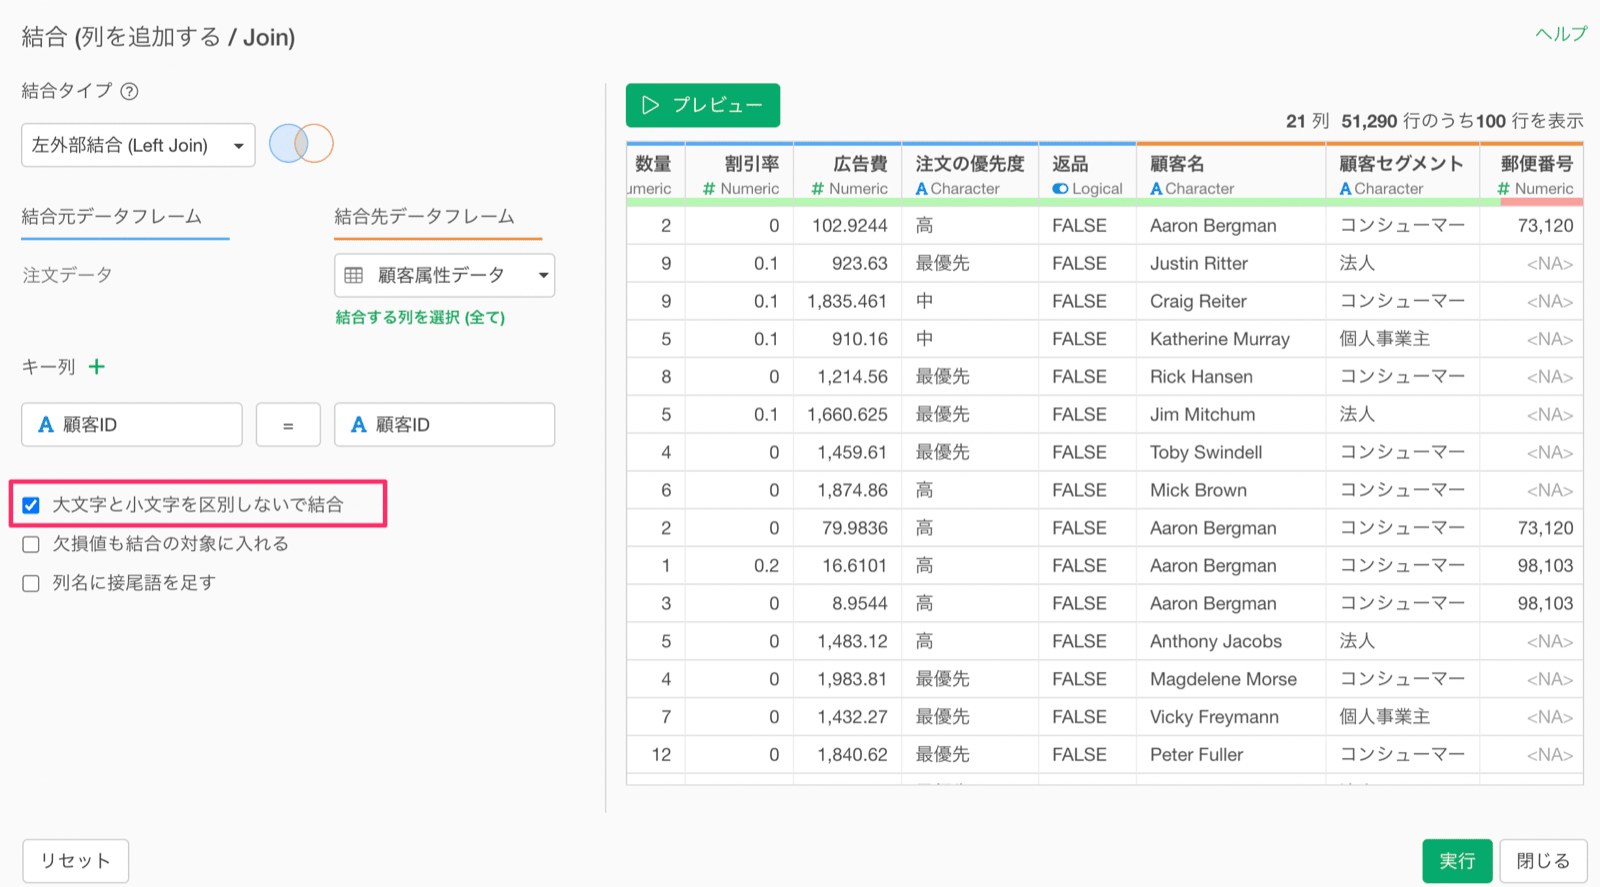 結合 (列を追加する / Join)
ヘルプ
結合タイプ ?
左外部結合 (Left Join)
結合元データフレーム 結合先データフレーム
注文データ 顧客属性データ
結合する列を選択 (全て)
キー列 +
A 顧客ID = A 顧客ID
大文字と小文字を区別しないで結合
欠損値も結合の対象に入れる
列名に接尾語を足す
リセット
プレビュー
21 列 51,290 行のうち100 行を表示
数量 割引率 広告費 注文の優先度 返品 顧客名 顧客セグメント 郵便番号
umeric # Numeric # Numeric A Character Logical A Character A Character # Numeric
2 0 102.9244 高 FALSE Aaron Bergman コンシューマー 73,120
9 0.1 923.63 最優先 FALSE Justin Ritter 法人 <NA>
9 0.1 1,835.461 中 FALSE Craig Reiter コンシューマー <NA>
5 0.1 910.16 中 FALSE Katherine Murray 個人事業主 <NA>
8 0 1,214.56 最優先 FALSE Rick Hansen コンシューマー <NA>
5 0.1 1,660.625 最優先 FALSE Jim Mitchum 法人 <NA>
4 0 1,459.61 最優先 FALSE Toby Swindell コンシューマー <NA>
6 0 1,874.86 高 FALSE Mick Brown コンシューマー <NA>
2 0 79.9836 高 FALSE Aaron Bergman コンシューマー 73,120
1 0.2 16.6101 高 FALSE Aaron Bergman コンシューマー 98,103
3 0 8.9544 高 FALSE Aaron Bergman コンシューマー 98,103
5 0 1,483.12 高 FALSE Anthony Jacobs 法人 <NA>
4 0 1,983.81 最優先 FALSE Magdelene Morse コンシューマー <NA>
7 0 1,432.27 最優先 FALSE Vicky Freymann 個人事業主 <NA>
12 0 1,840.62 最優先 FALSE Peter Fuller コンシューマー <NA>
実行 閉じる